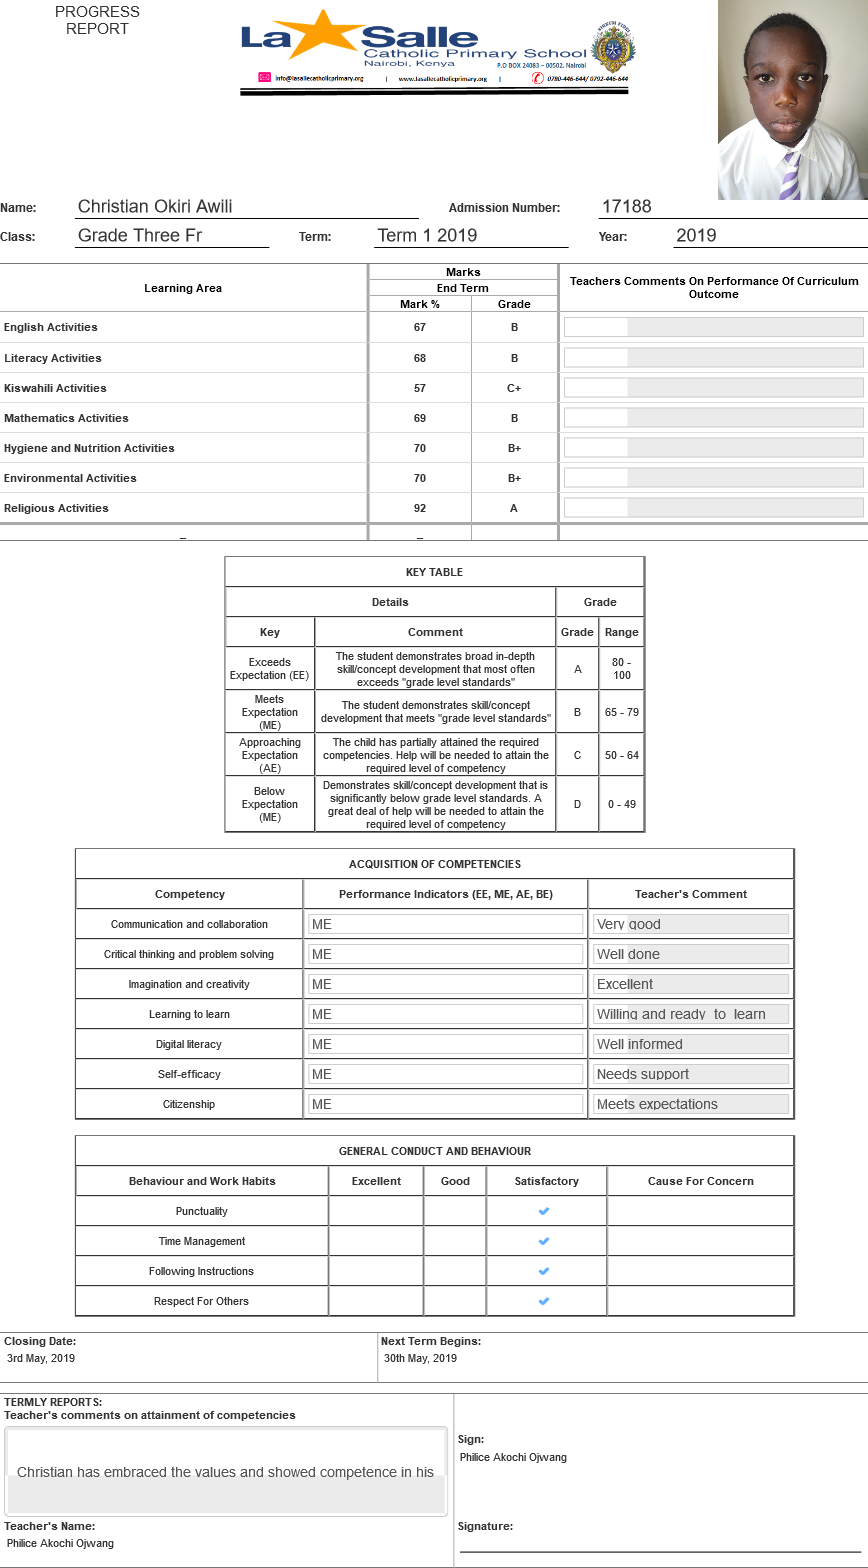 PROGRESS
REPORT
La Salle
Catholic Primary School
Nairobi, Kenya
P.O BOX 24083 – 00502, Nairobi
info@lasallecatholicprimary.org | www.lasallecatholicprimary.org | 0780-446-644/ 0792-446-644
Name: Christian Okiri Awili Admission Number: 17188
Class: Grade Three Fr Term: Term 1 2019 Year: 2019
Learning Area Marks Teachers Comments On Performance Of Curriculum Outcome
End Term
Mark % Grade
English Activities 67 B
Literacy Activities 68 B
Kiswahili Activities 57 C+
Mathematics Activities 69 B
Hygiene and Nutrition Activities 70 B+
Environmental Activities 70 B+
Religious Activities 92 A
_ _
KEY TABLE
Details Grade
Key Comment Grade Range
Exceeds Expectation (EE) The student demonstrates broad in-depth skill/concept development that most often exceeds "grade level standards" A 80 - 100
Meets Expectation (ME) The student demonstrates skill/concept development that meets "grade level standards" B 65 - 79
Approaching Expectation (AE) The child has partially attained the required competencies. Help will be needed to attain the required level of competency C 50 - 64
Below Expectation (ME) Demonstrates skill/concept development that is significantly below grade level standards. A great deal of help will be needed to attain the required level of competency D 0 - 49
ACQUISITION OF COMPETENCIES
Competency Performance Indicators (EE, ME, AE, BE) Teacher's Comment
Communication and collaboration ME Very good
Critical thinking and problem solving ME Well done
Imagination and creativity ME Excellent
Learning to learn ME Willing and ready to learn
Digital literacy ME Well informed
Self-efficacy ME Needs support
Citizenship ME Meets expectations
GENERAL CONDUCT AND BEHAVIOUR
Behaviour and Work Habits Excellent Good Satisfactory Cause For Concern
Punctuality
Time Management
Following Instructions
Respect For Others
Closing Date: Next Term Begins:
3rd May, 2019 30th May, 2019
TERMLY REPORTS:
Teacher's comments on attainment of competencies
Christian has embraced the values and showed competence in his
Sign:
Philice Akochi Ojwang
Teacher's Name: Signature:
Philice Akochi Ojwang